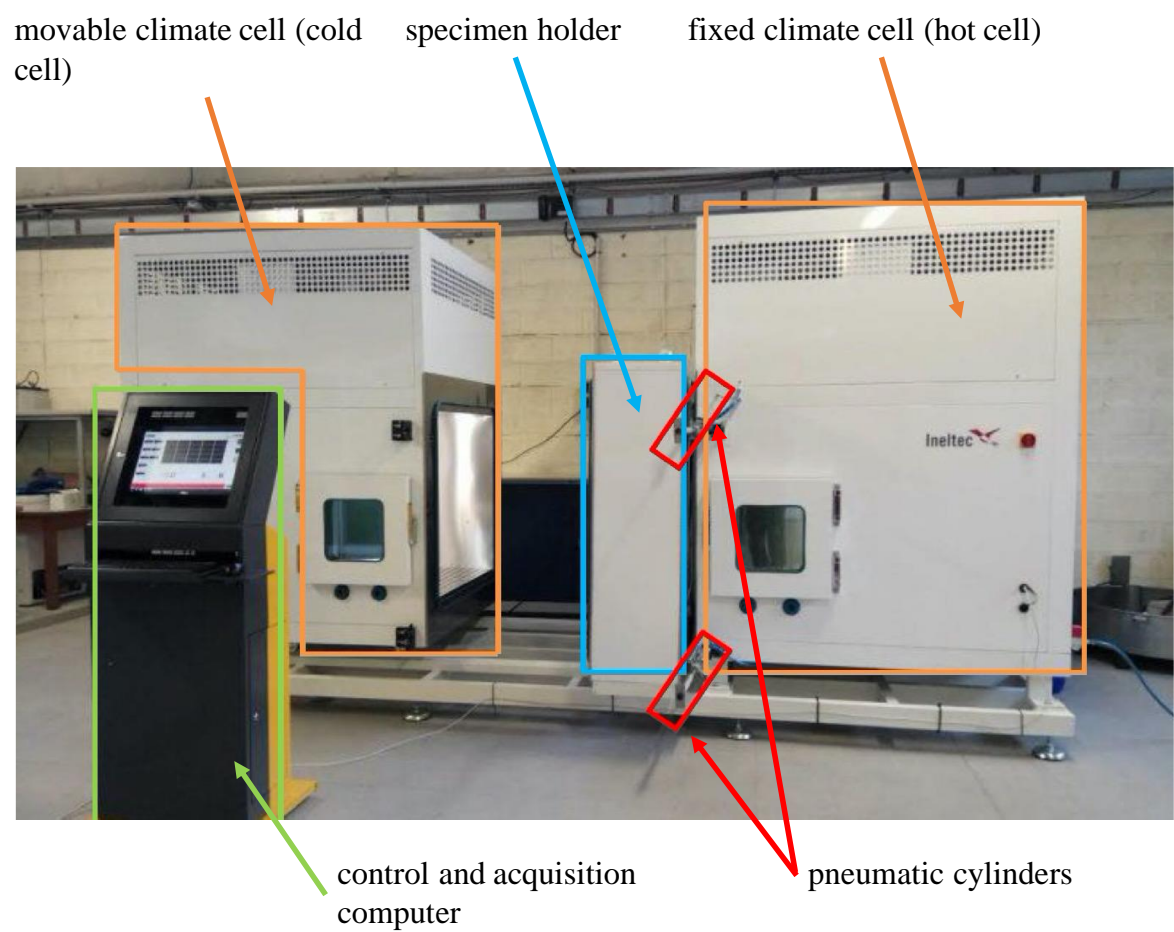 movable climate cell (cold
cell)
specimen holder
fixed climate cell (hot cell)
Ineltec
control and acquisition
computer
pneumatic cylinders